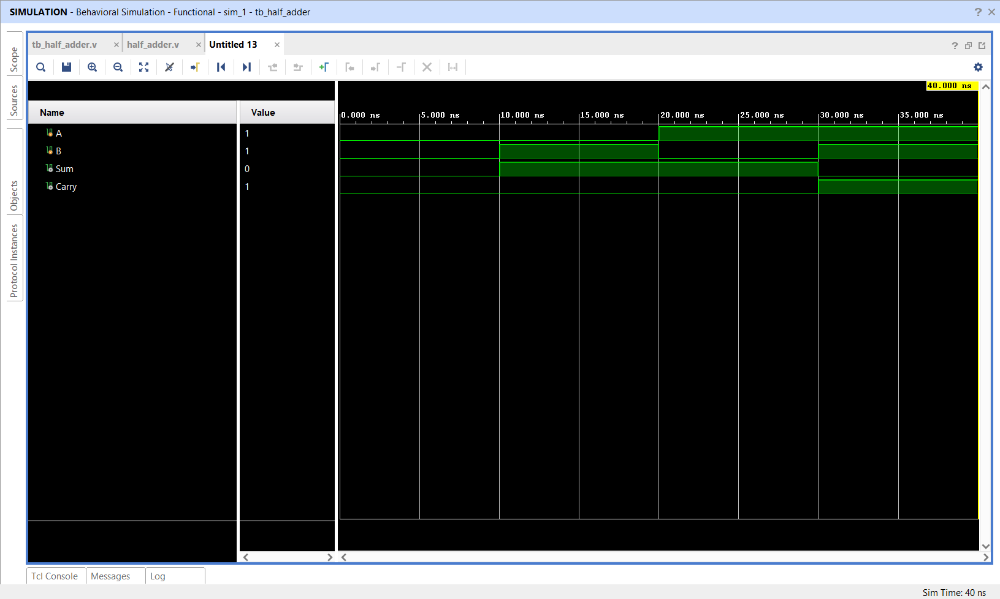 SIMULATION - Behavioral Simulation - Functional - sim_1 - tb_half_adder
? ×
Scope
Sources
Objects
Protocol Instances
tb_half_adder.v × half_adder.v × Untitled 13 ×
?
40.000 ns
Name Value
0.000 ns 5.000 ns 10.000 ns 15.000 ns 20.000 ns 25.000 ns 30.000 ns 35.000 ns
A 1
B 1
Sum 0
Carry 1
Tcl Console Messages Log
Sim Time: 40 ns